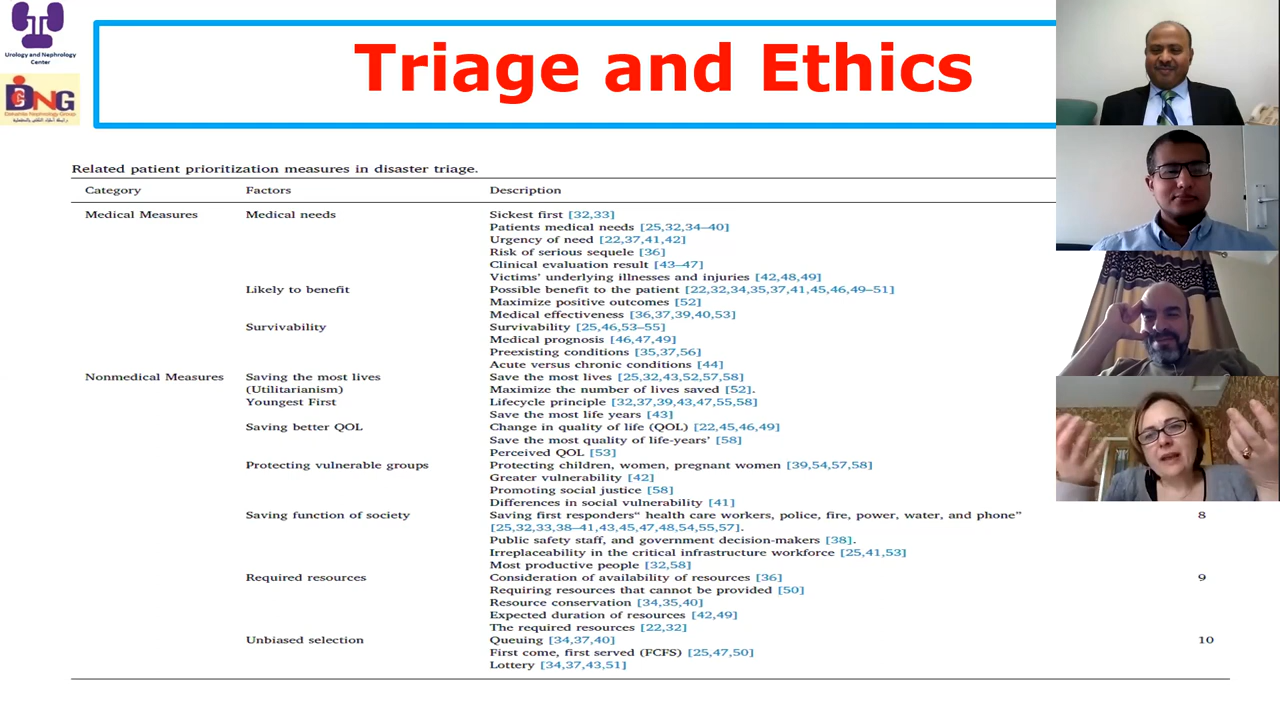 Urology and Nephrology
Center
DNG
Dakahlia Nephrology Group
Triage and Ethics
Related patient prioritization measures in disaster triage.
Category Factors Description
Medical Measures Medical needs Sickest first [32,33]
Patients medical needs [25,32,34–40]
Urgency of need [22,37,41,42]
Risk of serious sequele [36]
Clinical evaluation result [43–47]
Victims' underlying illnesses and injuries [42,48,49]
Likely to benefit Possible benefit to the patient [22,32,34,35,37,41,45,46,49–51]
Maximize positive outcomes [52]
Medical effectiveness [36,37,39,40,53]
Survivability Survivability [25,46,53–55]
Medical prognosis [46,47,49]
Preexisting conditions [35,37,56]
Acute versus chronic conditions [44]
Nonmedical Measures Saving the most lives Save the most lives [25,32,43,52,57,58]
(Utilitarianism) Maximize the number of lives saved [52].
Youngest First Lifecycle principle [32,37,39,43,47,55,58]
Save the most life years [43]
Saving better QOL Change in quality of life (QOL) [22,45,46,49]
Save the most quality of life-years' [58]
Perceived QOL [53]
Protecting vulnerable groups Protecting children, women, pregnant women [39,54,57,58]
Greater vulnerability [42]
Promoting social justice [58]
Differences in social vulnerability [41]
Saving function of society Saving first responders“ health care workers, police, fire, power, water, and phone” 8
[25,32,33,38–41,43,45,47,48,54,55,57].
Public safety staff, and government decision-makers [38].
Irreplaceability in the critical infrastructure workforce [25,41,53]
Most productive people [32,58]
Required resources Consideration of availability of resources [36] 9
Requiring resources that cannot be provided [50]
Resource conservation [34,35,40]
Expected duration of resources [42,49]
The required resources [22,32]
Unbiased selection Queuing [34,37,40] 10
First come, first served (FCFS) [25,47,50]
Lottery [34,37,43,51]